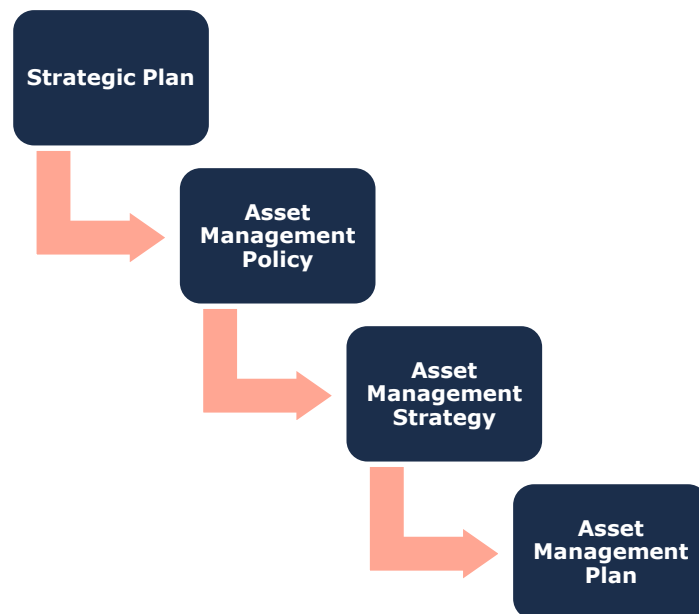 Strategic Plan
Asset
Management
Policy
Asset
Management
Strategy
Asset
Management
Plan